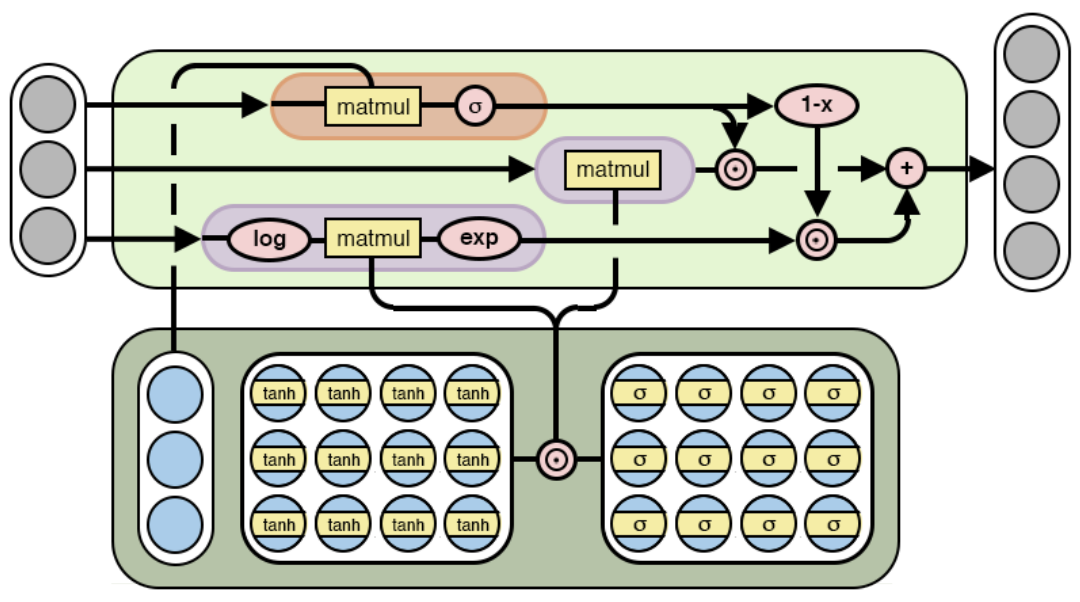 matmul σ 1-x
matmul ⊙ +
log matmul exp ⊙
tanh tanh tanh tanh σ σ σ σ
tanh tanh tanh tanh ⊙ σ σ σ σ
tanh tanh tanh tanh σ σ σ σ